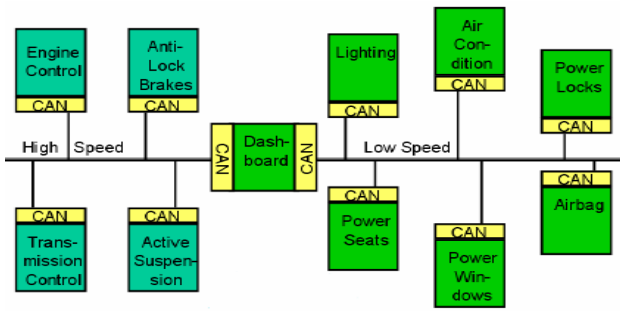 Engine
Control
CAN
Anti-
Lock
Brakes
CAN
Lighting
CAN
Air
Con-
dition
CAN
Power
Locks
CAN
High Speed
CAN
Dash-
board
CAN
Low Speed
CAN
Trans-
mission
Control
CAN
Active
Suspen-
sion
CAN
Power
Seats
CAN
Power
Win-
dows
CAN
Airbag